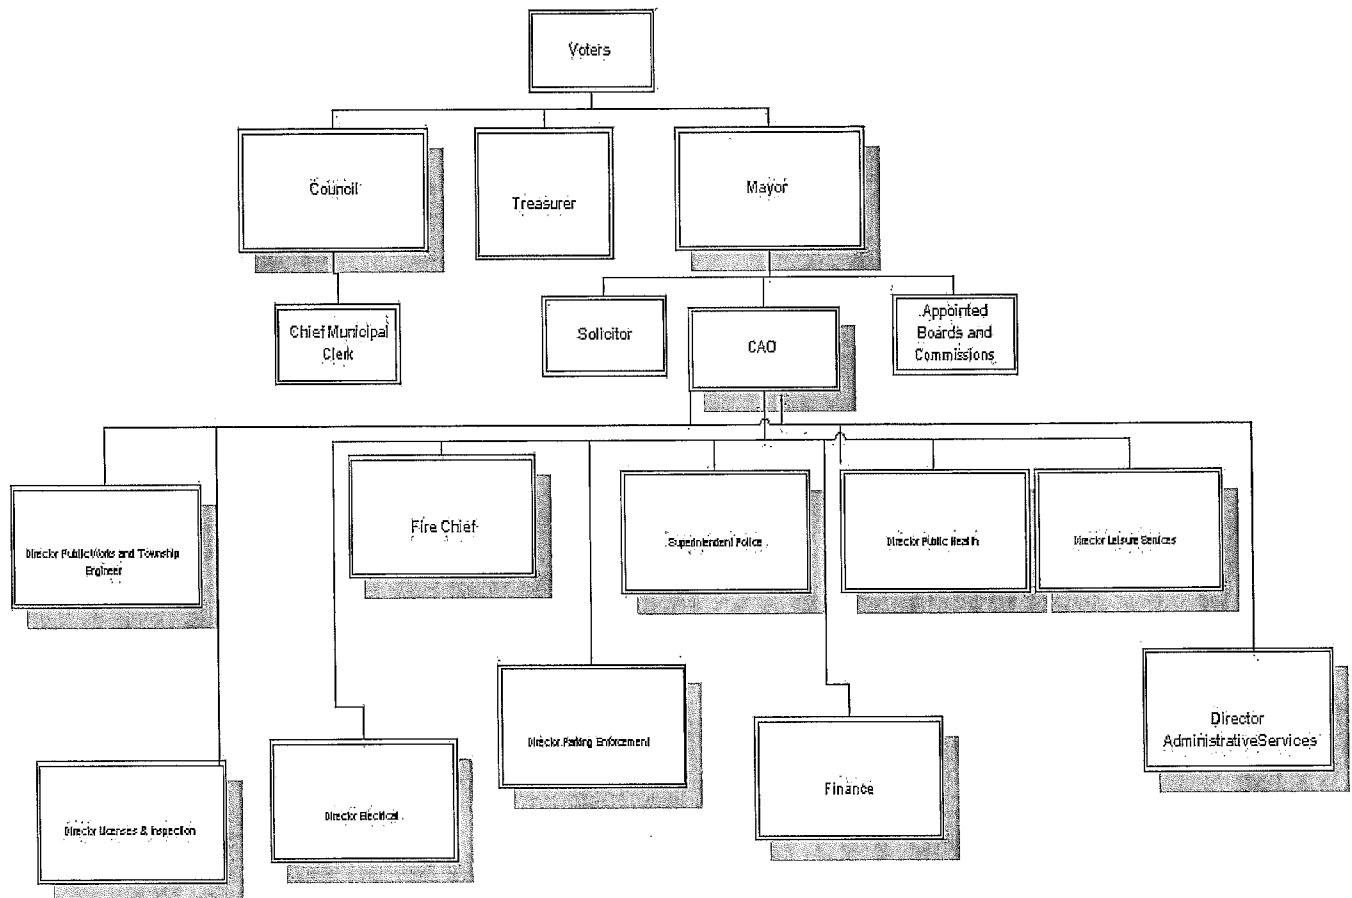 Voters
Council
Treasurer
Mayor
Chief Municipal
Clerk
Solicitor
CAO
Appointed
Boards and
Commissions
Director Public Works and Township
Engineer
Fire Chief
Superintendent Police
Director Public Health
Director Leisure Services
Director Licenses & Inspection
Director Electrical
Director Parking Enforcement
Finance
Director
AdministrativeServices